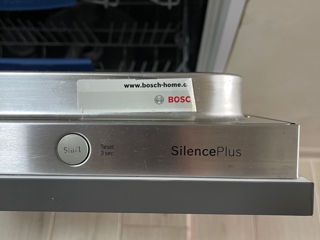 www.bosch-home.c
BOSC
Start
Reset
3 sec
SilencePlus